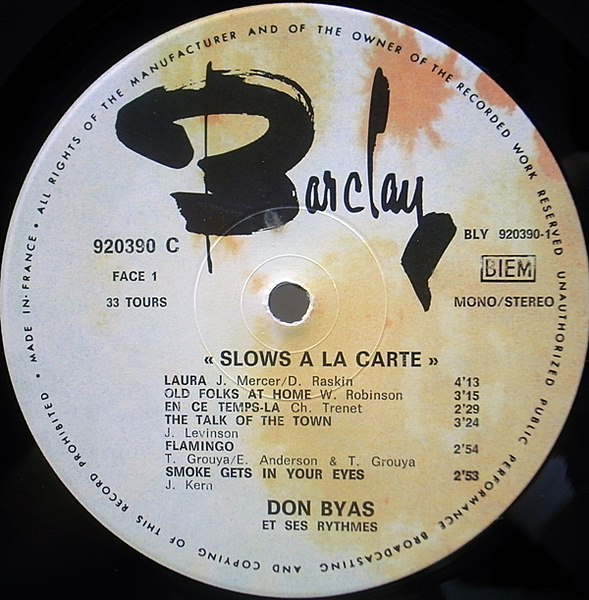 • ALL RIGHTS OF THE MANUFACTURER AND OF THE OWNER OF THE RECORDED WORK RESERVED UNAUTHORIZED PUBLIC PERFORMANCE BROADCASTING AND COPYING OF THIS RECORD PROHIBITED • MADE IN FRANCE
Barclay
920390 C
BLY 920390-1
FACE 1
BIEM
33 TOURS
MONO/STEREO
« SLOWS A LA CARTE »
LAURA J. Mercer/D. Raskin 4'13
OLD FOLKS AT HOME W. Robinson 3'15
EN CE TEMPS-LA Ch. Trenet 2'29
THE TALK OF THE TOWN 3'24
J. Levinson
FLAMINGO 2'54
T. Grouya/E. Anderson & T. Grouya
SMOKE GETS IN YOUR EYES 2'53
J. Kern
DON BYAS
ET SES RYTHMES